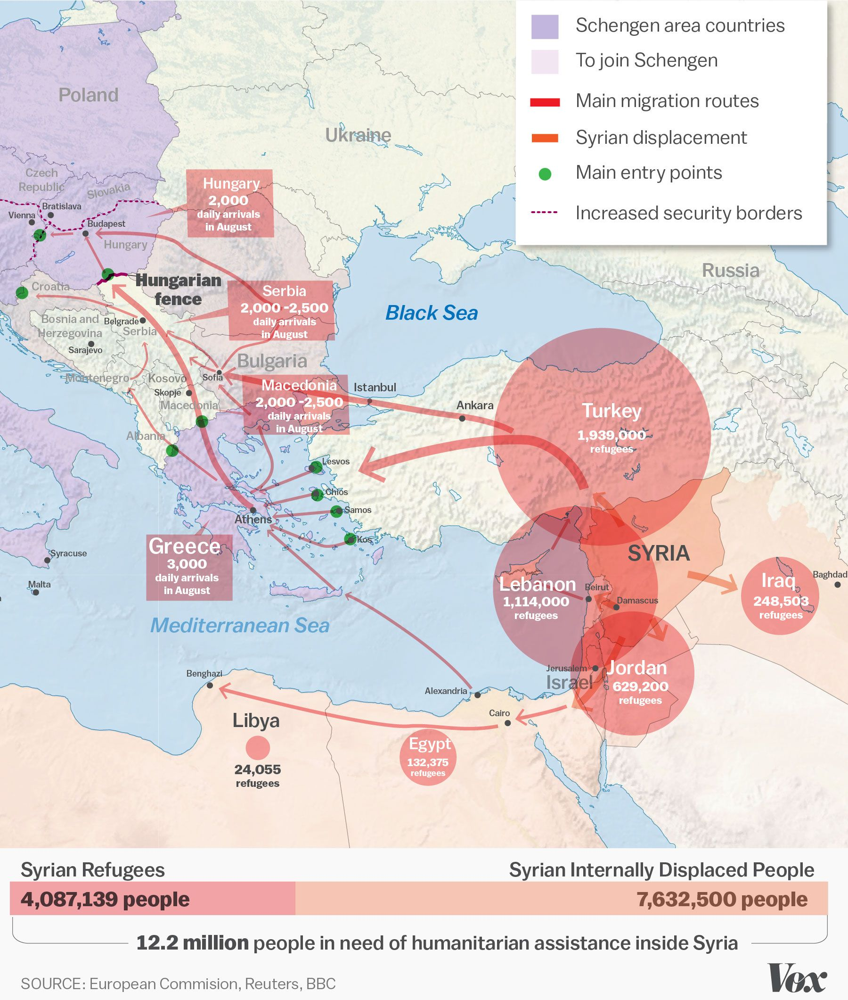 Schengen area countries
To join Schengen
Main migration routes
Syrian displacement
Main entry points
Increased security borders
Poland
Ukraine
Russia
Czech
Republic
Slovakia
Bratislava
Vienna
Budapest
Hungary
Hungary
2,000
daily arrivals
in August
Hungarian
fence
Croatia
Serbia
2,000 -2,500
daily arrivals
in August
Black Sea
Bosnia and
Herzegovina
Belgrade
Serbia
Sarajevo
Bulgaria
Montenegro
Kosovo
Sofia
Skopje
Macedonia
Macedonia
2,000 -2,500
daily arrivals
in August
Istanbul
Ankara
Turkey
1,939,000
refugees
Albania
Lesvos
Chios
Samos
Athens
Kos
Greece
3,000
daily arrivals
in August
Syracuse
Malta
SYRIA
Lebanon
1,114,000
refugees
Beirut
Damascus
Iraq
248,503
refugees
Baghdad
Mediterranean Sea
Benghazi
Alexandria
Jerusalem
Israel
Jordan
629,200
refugees
Cairo
Libya
24,055
refugees
Egypt
132,375
refugees
Syrian Refugees
Syrian Internally Displaced People
4,087,139 people
7,632,500 people
12.2 million people in need of humanitarian assistance inside Syria
SOURCE: European Commision, Reuters, BBC
Vox